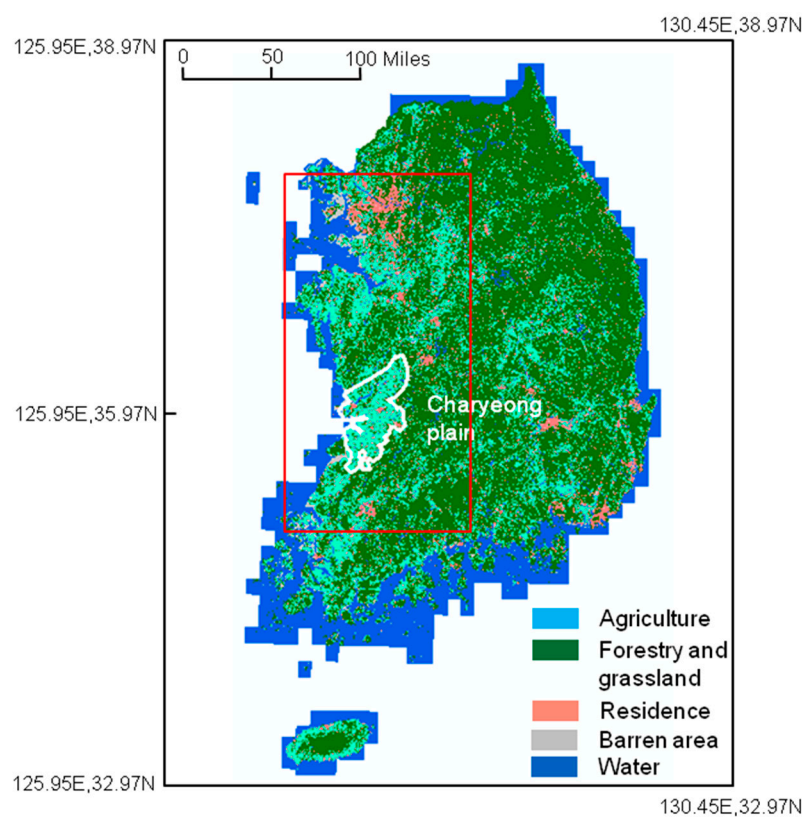 130.45E,38.97N
125.95E,38.97N
0 50 100 Miles
125.95E,35.97N
Charyeong
plain
Agriculture
Forestry and
grassland
Residence
Barren area
Water
125.95E,32.97N
130.45E,32.97N